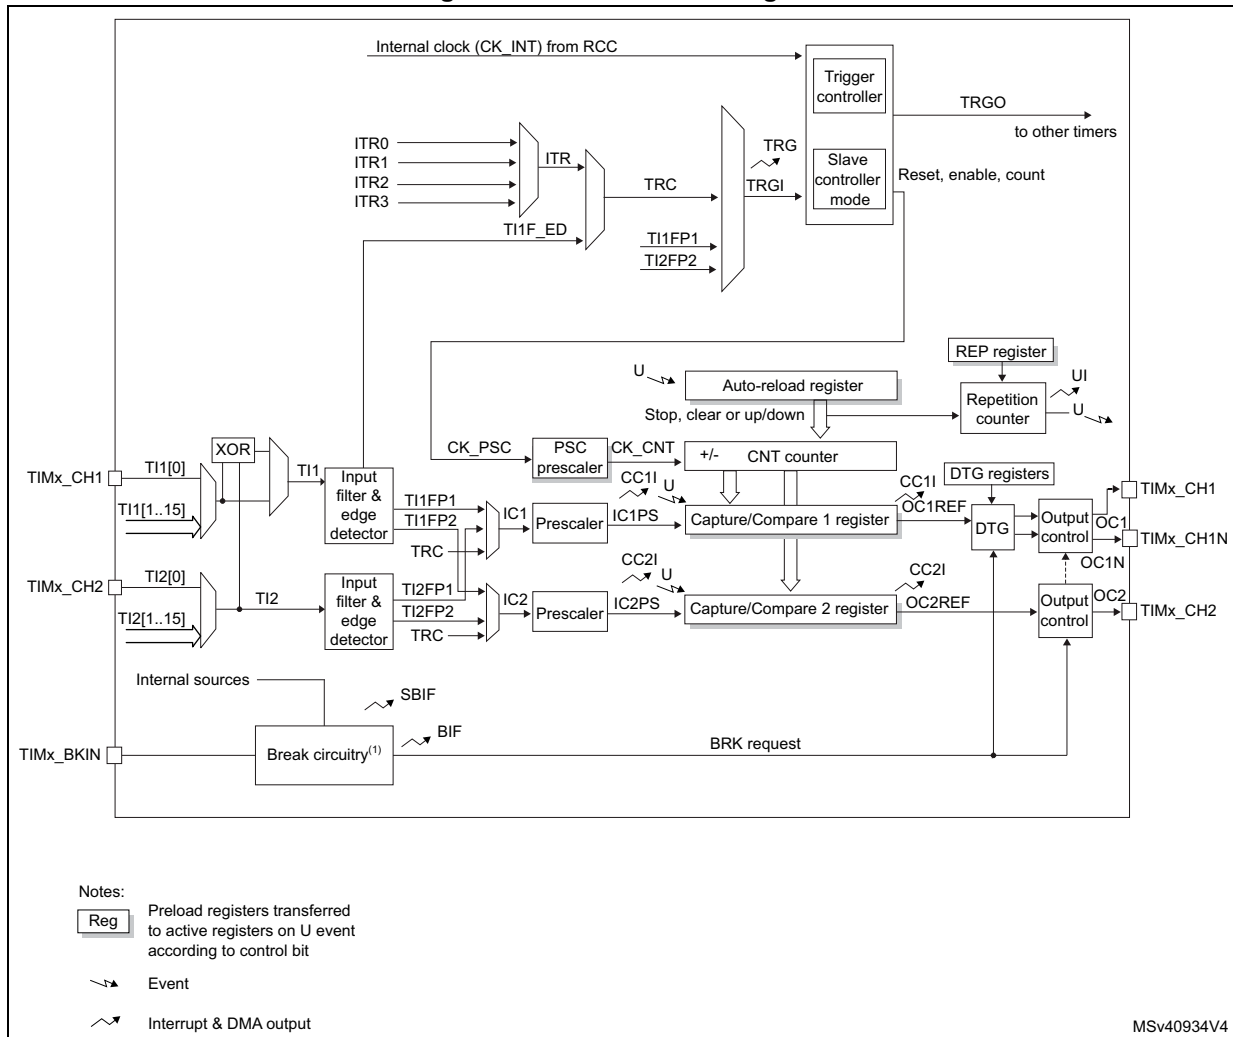 Internal clock (CK_INT) from RCC
Trigger
controller
TRGO
to other timers
ITR0
ITR1
ITR2
ITR3
ITR
TRC
TRG
TRGI
Slave
controller
mode
Reset, enable, count
TI1F_ED
TI1FP1
TI2FP2
REP register
U
Auto-reload register
Repetition
counter
UI
U
Stop, clear or up/down
XOR
CK_PSC
PSC
prescaler
CK_CNT
+/-
CNT counter
DTG registers
TIMx_CH1
TI1[0]
TI1[1..15]
TI1
Input
filter &
edge
detector
TI1FP1
TI1FP2
TRC
IC1
Prescaler
IC1PS
CC1I
U
Capture/Compare 1 register
CC1I
OC1REF
DTG
Output
control
OC1
OC1N
TIMx_CH1
TIMx_CH1N
TIMx_CH2
TI2[0]
TI2[1..15]
TI2
Input
filter &
edge
detector
TI2FP1
TI2FP2
TRC
IC2
Prescaler
IC2PS
CC2I
U
Capture/Compare 2 register
CC2I
OC2REF
Output
control
OC2
TIMx_CH2
Internal sources
SBIF
TIMx_BKIN
Break circuitry(1)
BIF
BRK request
Notes:
Reg
Preload registers transferred
to active registers on U event
according to control bit
Event
Interrupt & DMA output
MSv40934V4